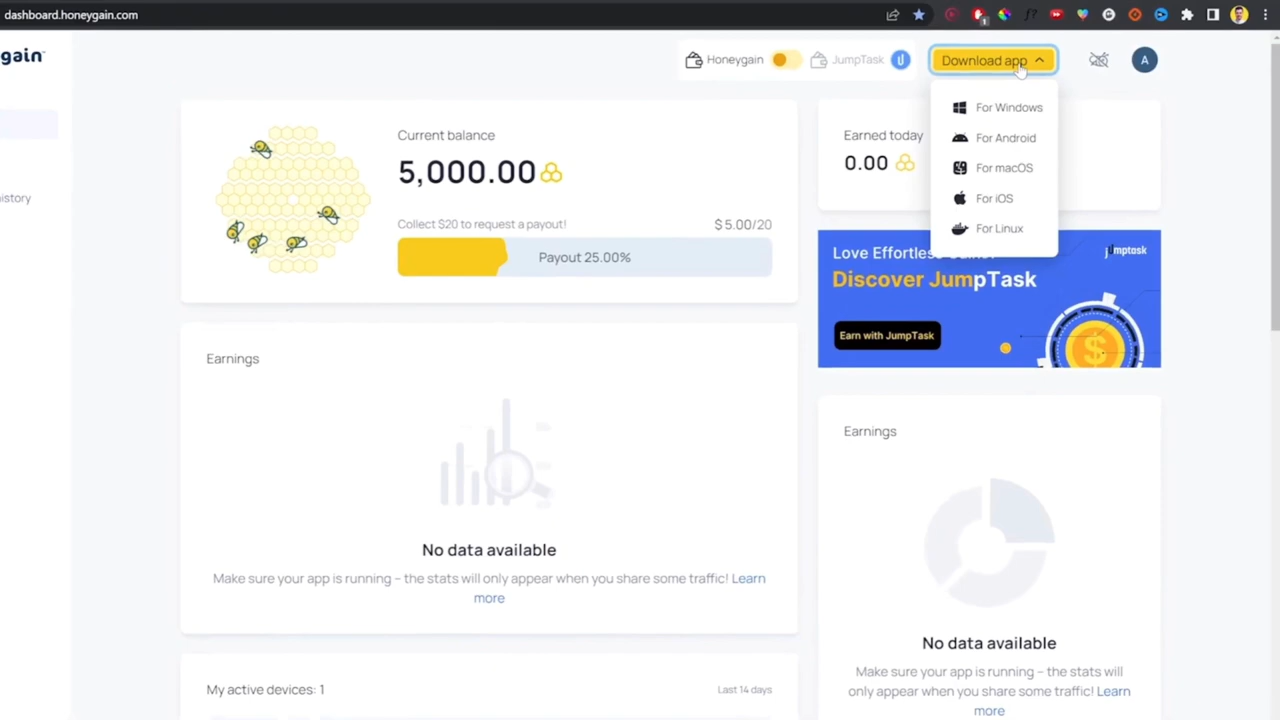 dashboard.honeygain.com
1
gain
Honeygain
JumpTask
Download app
A
For Windows
For Android
For macOS
For iOS
For Linux
istory
Current balance
5,000.00
Collect $20 to request a payout!
$ 5.00/20
Payout 25.00%
Earned today
0.00
Love Effortles
jumptask
Discover JumpTask
Earn with JumpTask
$
Earnings
No data available
Make sure your app is running – the stats will only appear when you share some traffic! Learn
more
Earnings
No data available
Make sure your app is running – the stats will
only appear when you share some traffic! Learn
more
My active devices: 1
Last 14 days